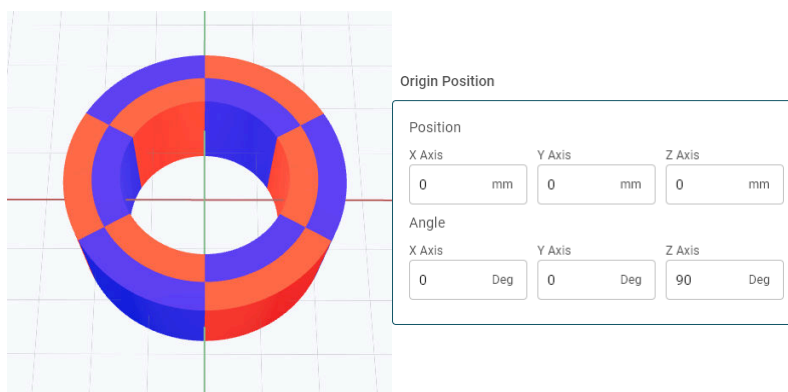 Origin Position
Position
X Axis Y Axis Z Axis
0 mm 0 mm 0 mm
Angle
X Axis Y Axis Z Axis
0 Deg 0 Deg 90 Deg